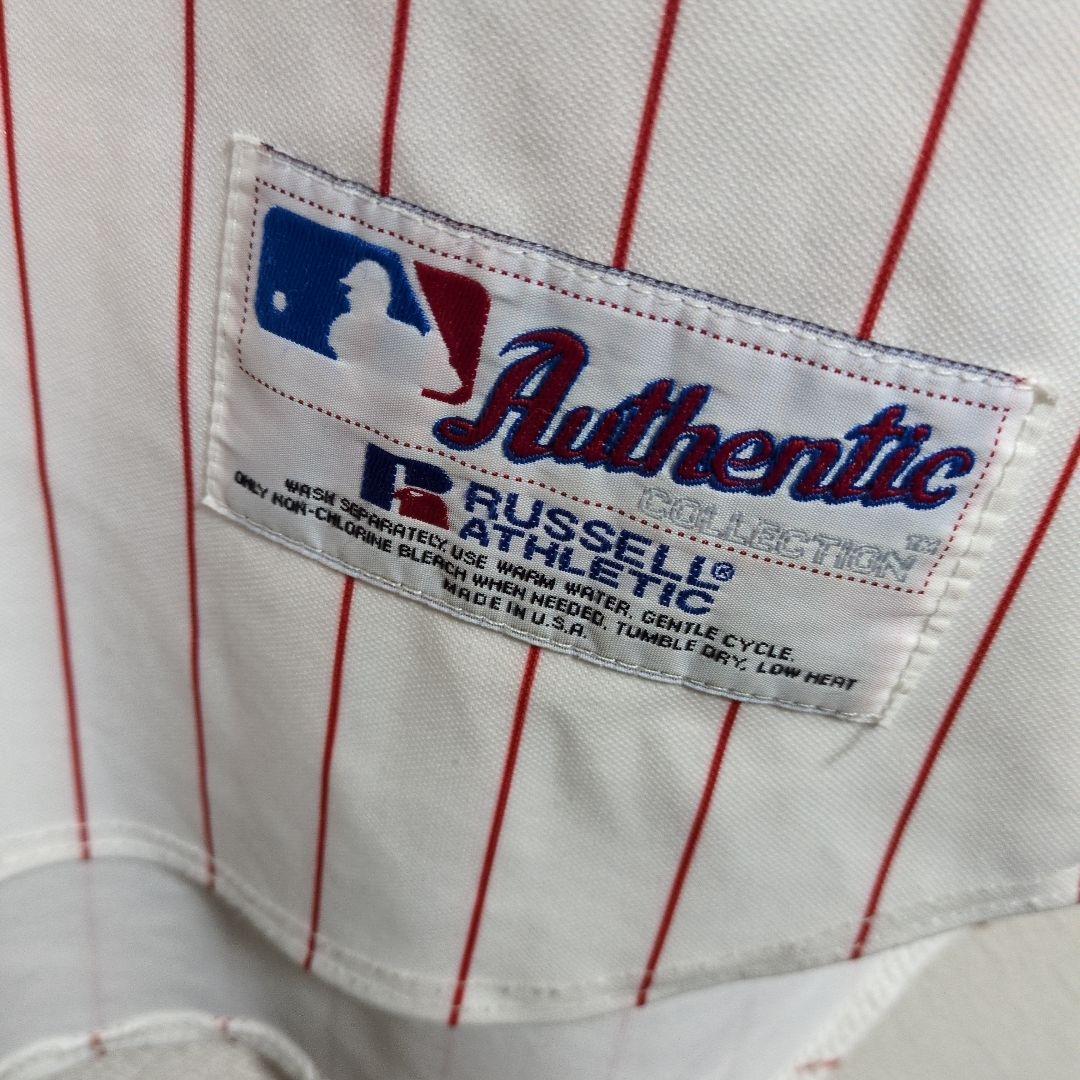 Authentic
COLLECTION™
RUSSELL®
ATHLETIC
WASH SEPARATELY. USE WARM WATER. GENTLE CYCLE.
ONLY NON-CHLORINE BLEACH WHEN NEEDED. TUMBLE DRY, LOW HEAT
MADE IN U.S.A.